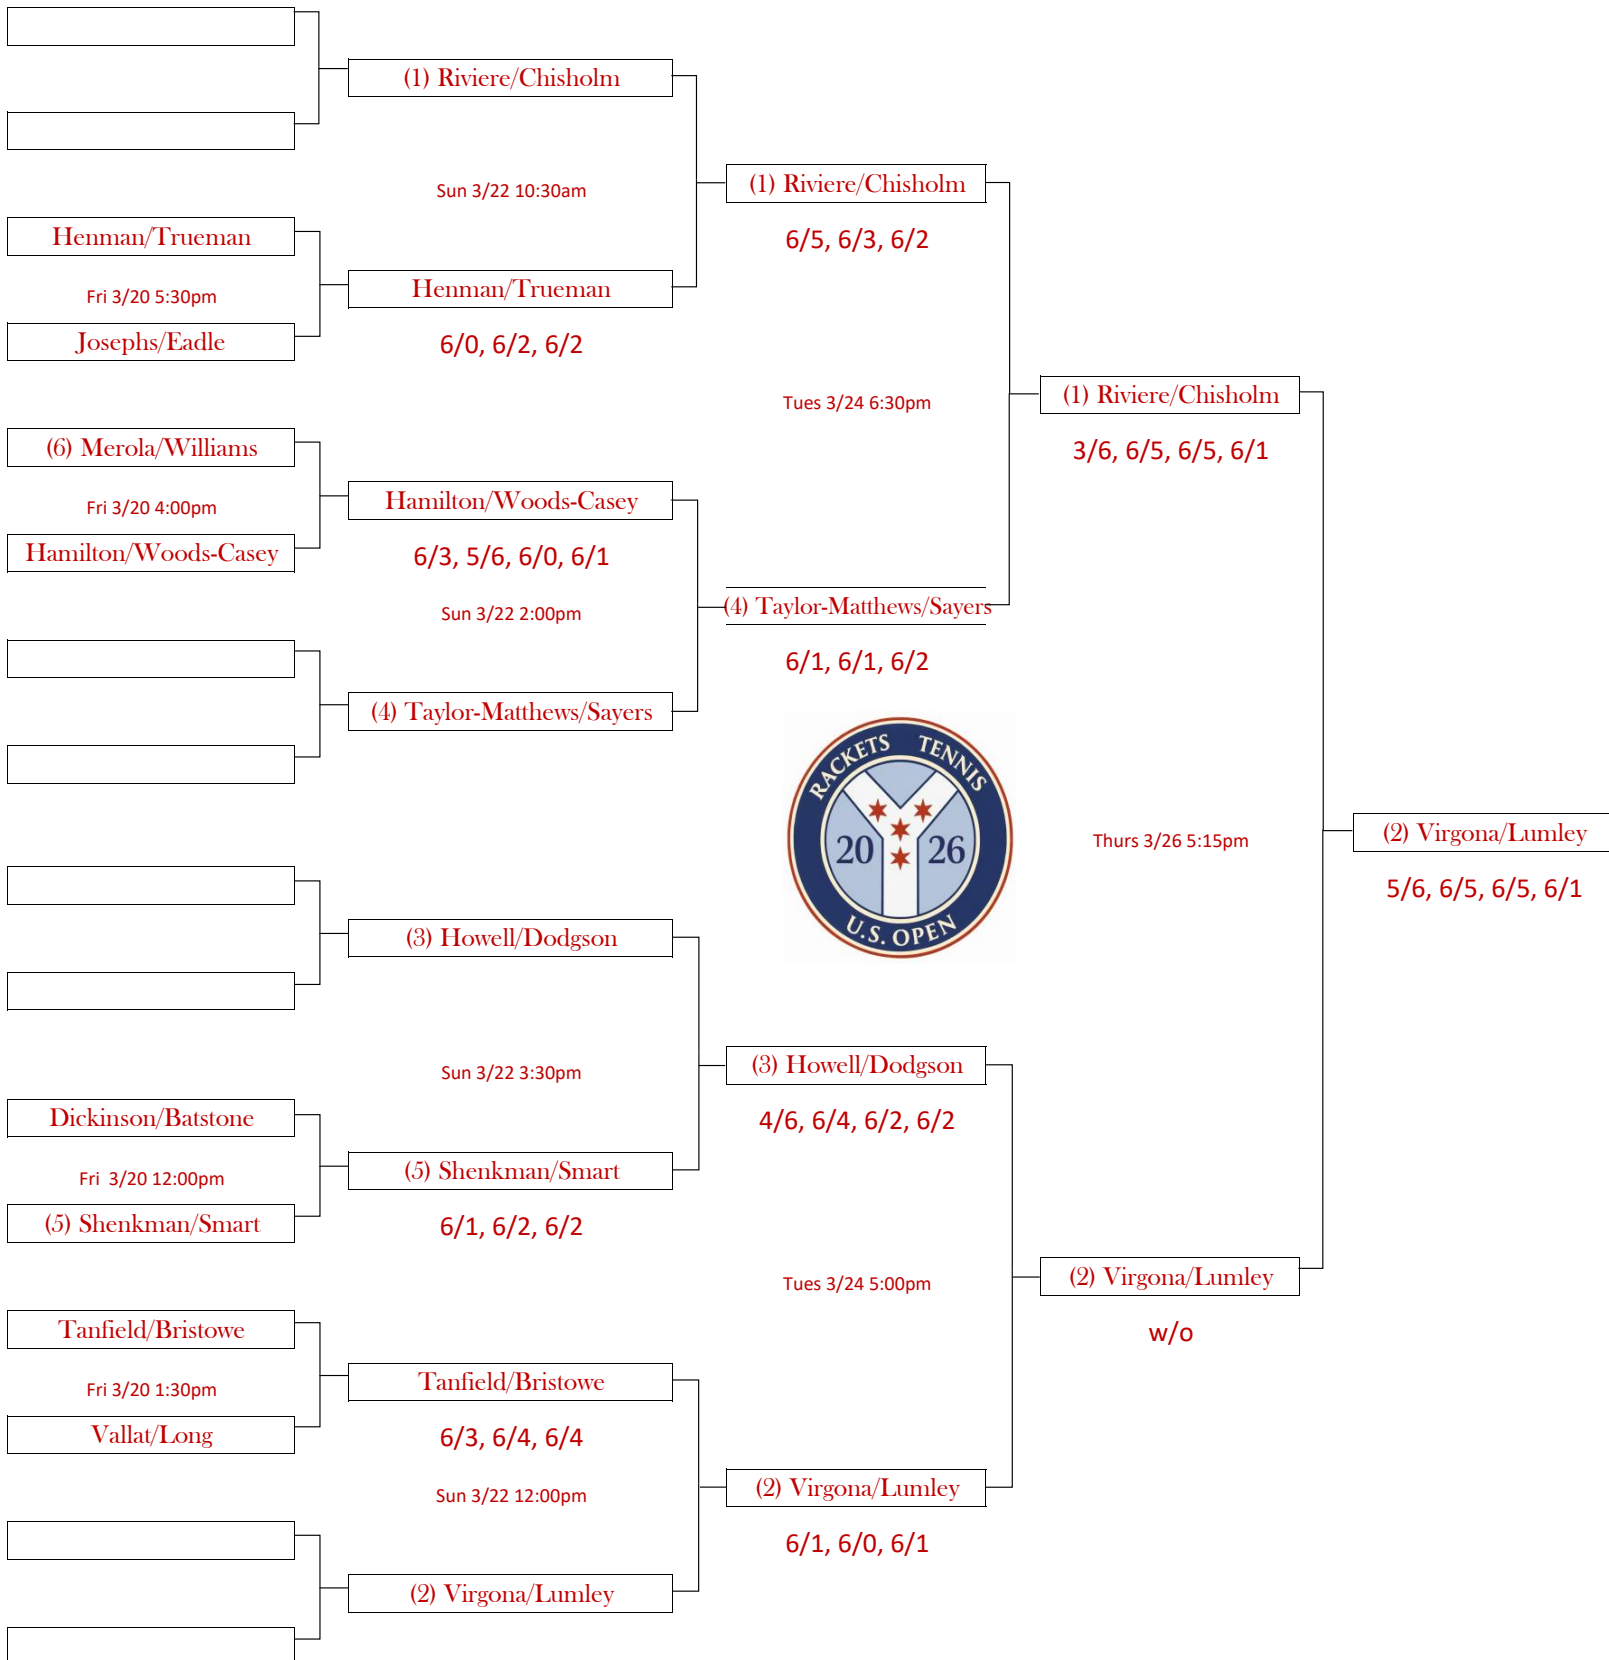 (1) Riviere/Chisholm
Sun 3/22 10:30am
(1) Riviere/Chisholm
6/5, 6/3, 6/2
Henman/Trueman
Fri 3/20 5:30pm
Josephs/Eadle
Henman/Trueman
6/0, 6/2, 6/2
Tues 3/24 6:30pm
(1) Riviere/Chisholm
3/6, 6/5, 6/5, 6/1
(6) Merola/Williams
Fri 3/20 4:00pm
Hamilton/Woods-Casey
Hamilton/Woods-Casey
6/3, 5/6, 6/0, 6/1
Sun 3/22 2:00pm
(4) Taylor-Matthews/Sayers
6/1, 6/1, 6/2
(4) Taylor-Matthews/Sayers
RACKETS TENNIS
20 26
U.S. OPEN
Thurs 3/26 5:15pm
(2) Virgona/Lumley
5/6, 6/5, 6/5, 6/1
(3) Howell/Dodgson
Sun 3/22 3:30pm
(3) Howell/Dodgson
4/6, 6/4, 6/2, 6/2
Dickinson/Batstone
Fri  3/20 12:00pm
(5) Shenkman/Smart
(5) Shenkman/Smart
6/1, 6/2, 6/2
Tues 3/24 5:00pm
(2) Virgona/Lumley
w/o
Tanfield/Bristowe
Fri 3/20 1:30pm
Vallat/Long
Tanfield/Bristowe
6/3, 6/4, 6/4
Sun 3/22 12:00pm
(2) Virgona/Lumley
6/1, 6/0, 6/1
(2) Virgona/Lumley